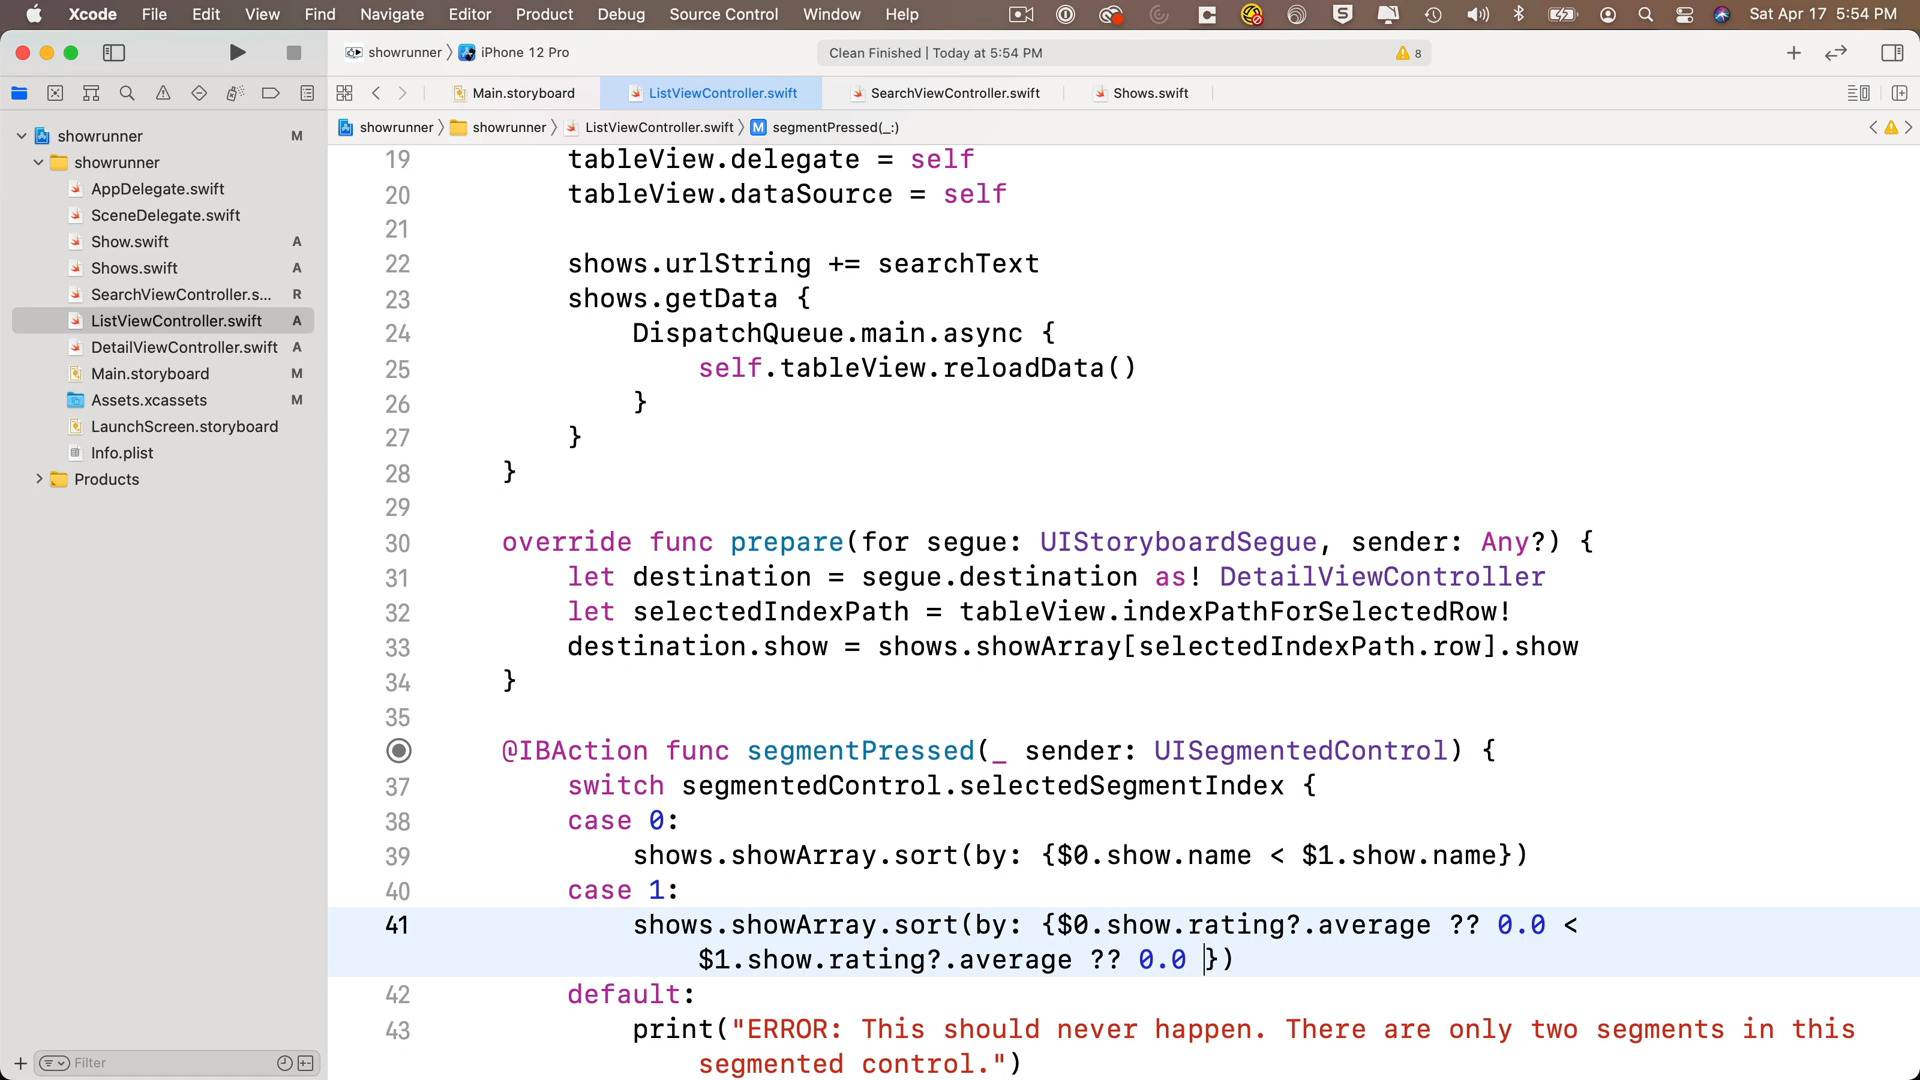 Xcode File Edit View Find Navigate Editor Product Debug Source Control Window Help Sat Apr 17 5:54 PM
showrunner iPhone 12 Pro Clean Finished | Today at 5:54 PM 8
Main.storyboard ListViewController.swift SearchViewController.swift Shows.swift
showrunner showrunner ListViewController.swift M segmentPressed(_:)
showrunner M
showrunner
AppDelegate.swift
SceneDelegate.swift
Show.swift A
Shows.swift A
SearchViewController.s... R
ListViewController.swift A
DetailViewController.swift A
Main.storyboard M
Assets.xcassets M
LaunchScreen.storyboard
Info.plist
Products
Filter
19 tableView.delegate = self
20 tableView.dataSource = self
21
22 shows.urlString += searchText
23 shows.getData {
24 DispatchQueue.main.async {
25 self.tableView.reloadData()
26 }
27 }
28 }
29
30 override func prepare(for segue: UIStoryboardSegue, sender: Any?) {
31 let destination = segue.destination as! DetailViewController
32 let selectedIndexPath = tableView.indexPathForSelectedRow!
33 destination.show = shows.showArray[selectedIndexPath.row].show
34 }
35
@IBAction func segmentPressed(_ sender: UISegmentedControl) {
37 switch segmentedControl.selectedSegmentIndex {
38 case 0:
39 shows.showArray.sort(by: {$0.show.name < $1.show.name})
40 case 1:
41 shows.showArray.sort(by: {$0.show.rating?.average ?? 0.0 <
$1.show.rating?.average ?? 0.0 })
42 default:
43 print("ERROR: This should never happen. There are only two segments in this
segmented control.")